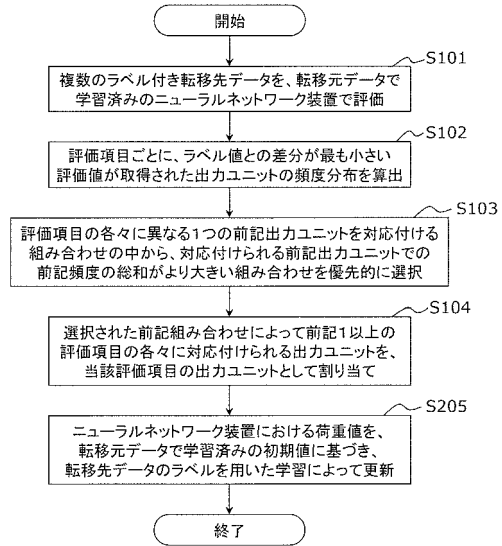 開始
S101
複数のラベル付き転移先データを、転移元データで
学習済みのニューラルネットワーク装置で評価
S102
評価項目ごとに、ラベル値との差分が最も小さい
評価値が取得された出力ユニットの頻度分布を算出
S103
評価項目の各々に異なる1つの前記出力ユニットを対応付ける
組み合わせの中から、対応付けられる前記出力ユニットでの
前記頻度の総和がより大きい組み合わせを優先的に選択
S104
選択された前記組み合わせによって前記1以上の
評価項目の各々に対応付けられる出力ユニットを、
当該評価項目の出力ユニットとして割り当て
S205
ニューラルネットワーク装置における荷重値を、
転移元データで学習済みの初期値に基づき、
転移先データのラベルを用いた学習によって更新
終了